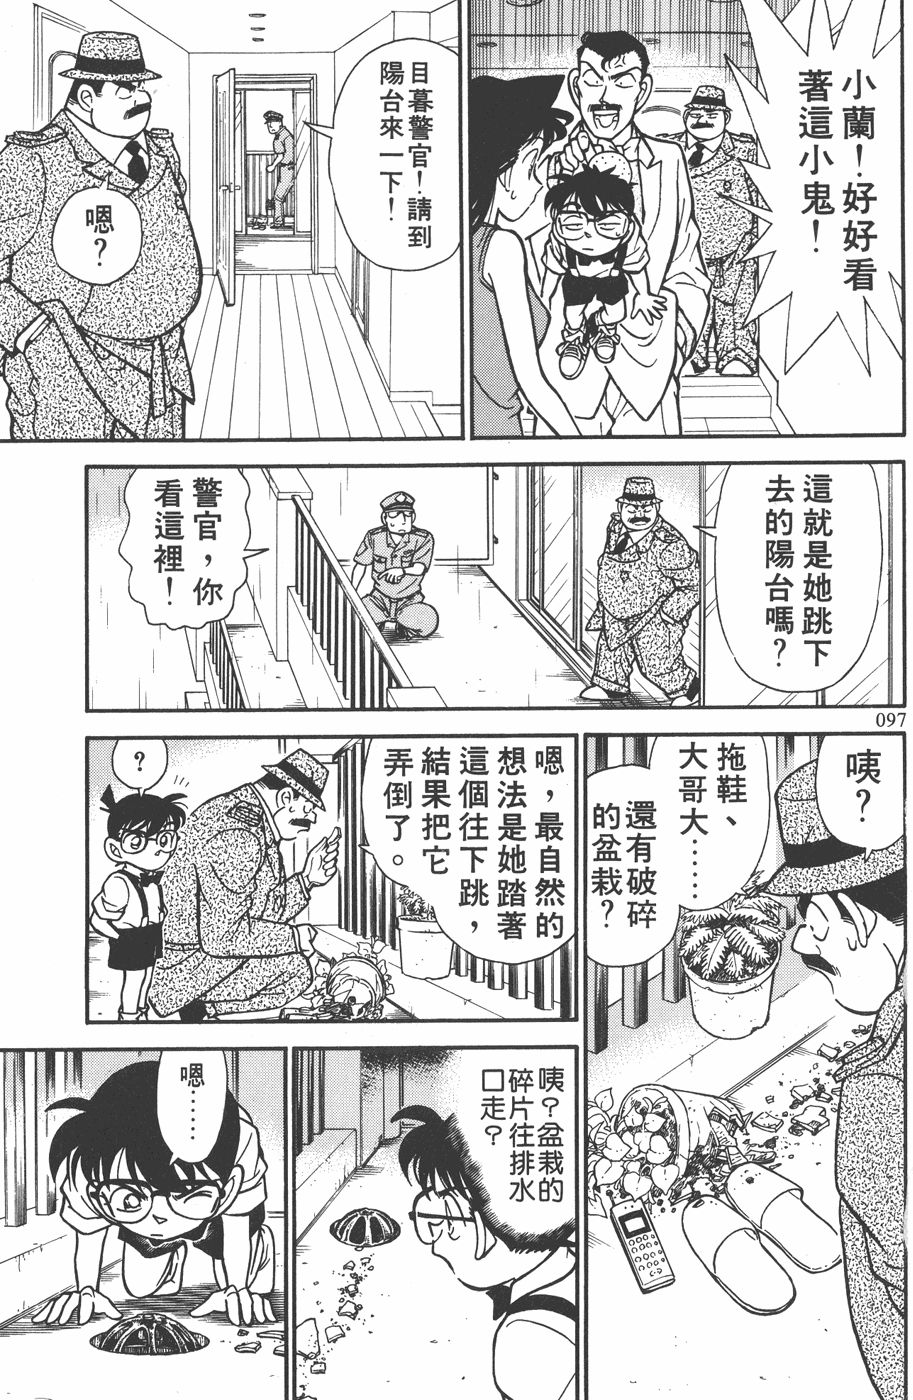 小蘭！好好看
著這小鬼！
目暮警官！請到
陽台來一下！
嗯？
這就是她跳下
去的陽台嗎？
警官，你
看這裡！
097
咦？
拖鞋、
大哥大……
還有破碎
的盆栽？
嗯，最自然的
想法是她踏著
這個往下跳，
結果把它
弄倒了。
？
咦？盆栽的
碎片往排水
口走？
嗯……